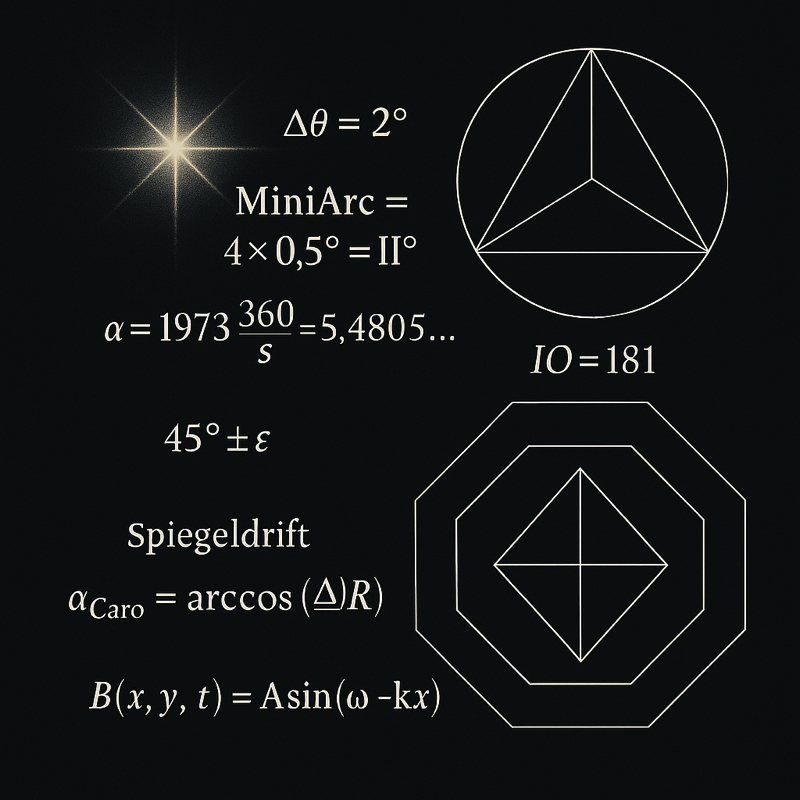 Δθ = 2°
MiniArc =
4 × 0,5° = II°
α = 1973 360/s = 5,4805...
IO = 181
45° ± ε
Spiegeldrift
α_Caro = arccos (Δ)R)
B(x, y, t) = Asin(ω –kx)